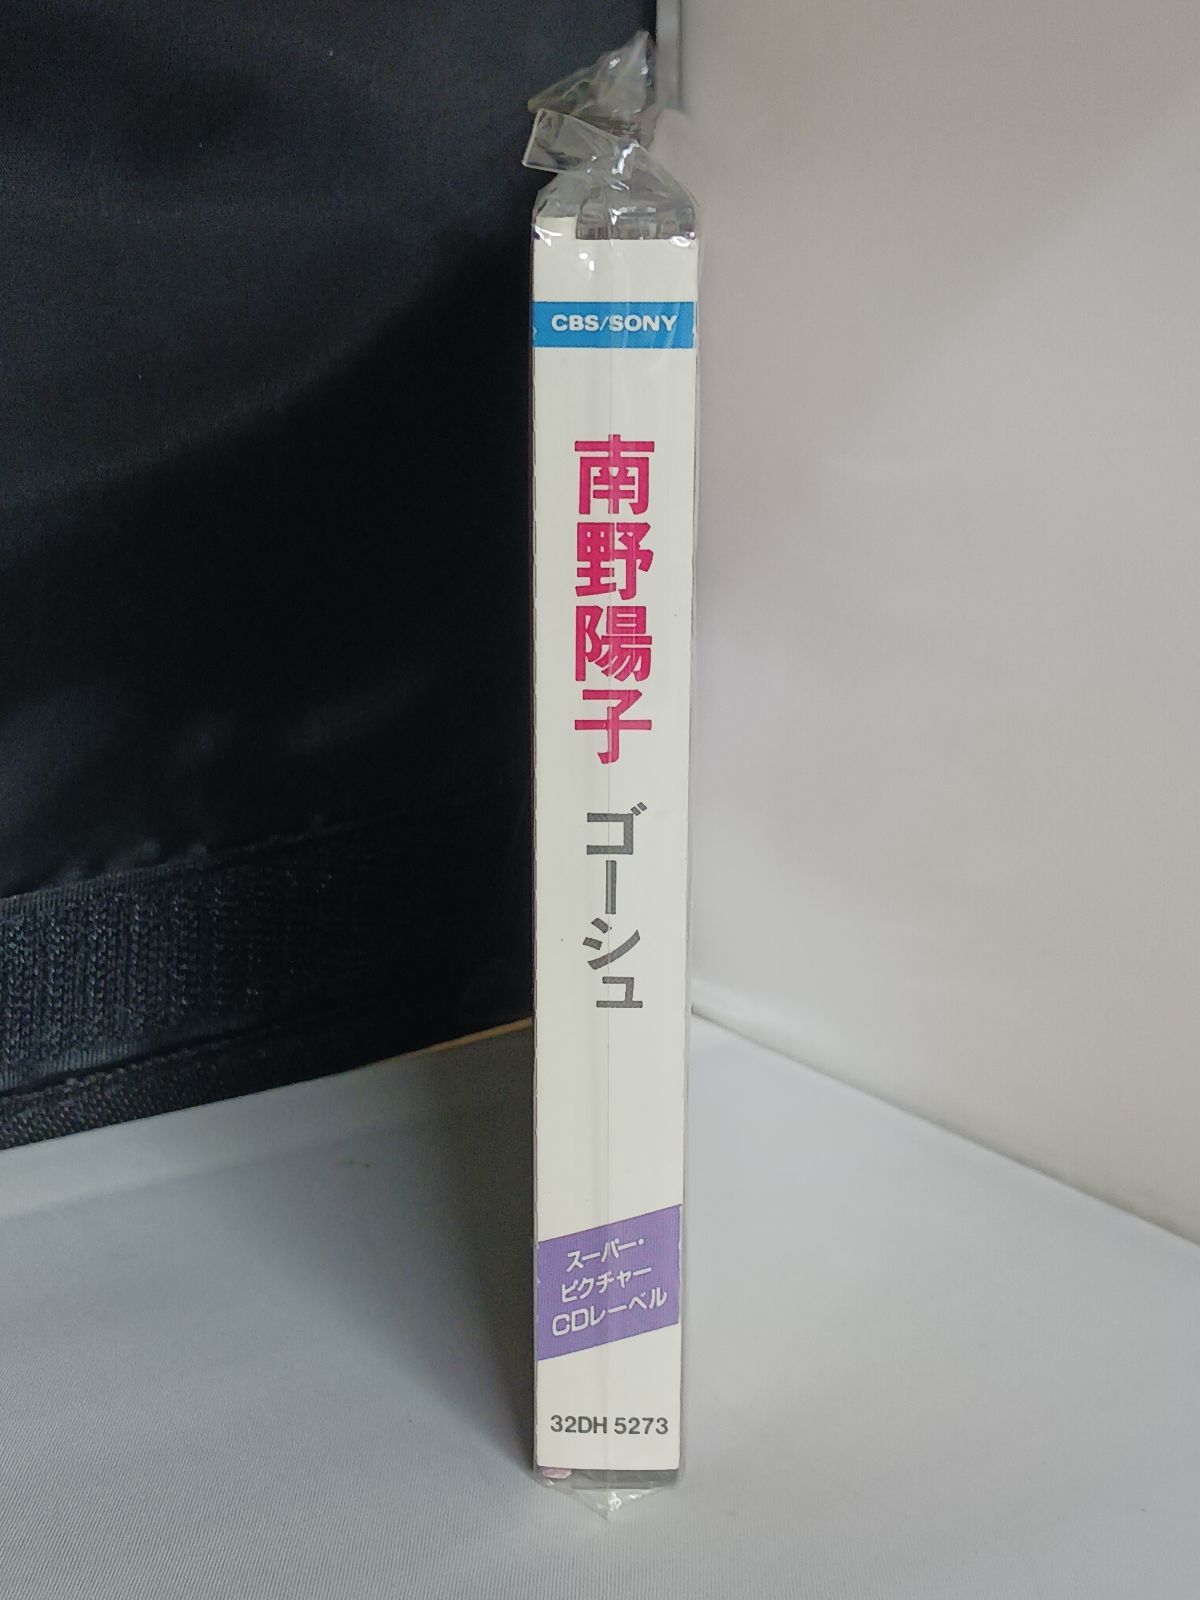 CBS/SONY
南野陽子
ゴーシュ
スーパー・
ピクチャー
CDレーベル
32DH 5273